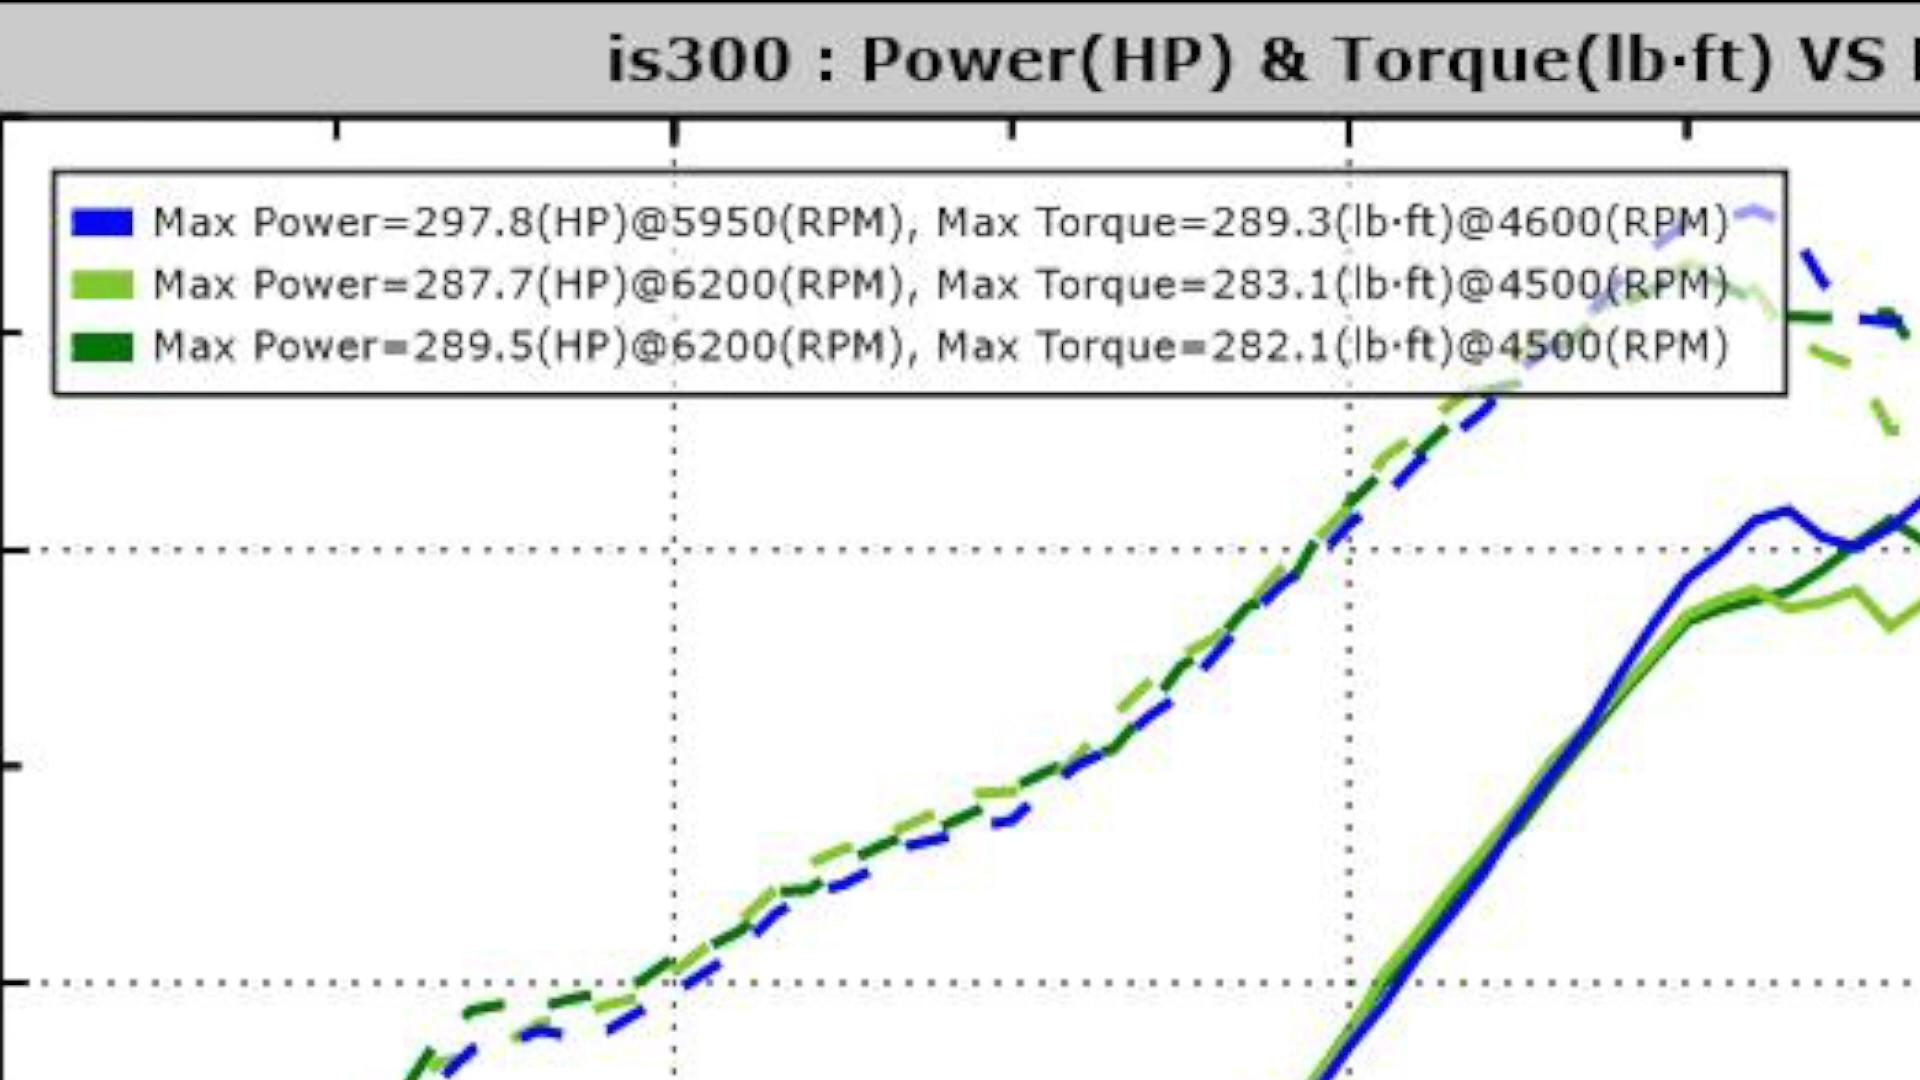 is300 : Power(HP) & Torque(lb·ft) VS
Max Power=297.8(HP)@5950(RPM), Max Torque=289.3(lb·ft)@4600(RPM)
Max Power=287.7(HP)@6200(RPM), Max Torque=283.1(lb·ft)@4500(RPM)
Max Power=289.5(HP)@6200(RPM), Max Torque=282.1(lb·ft)@4500(RPM)